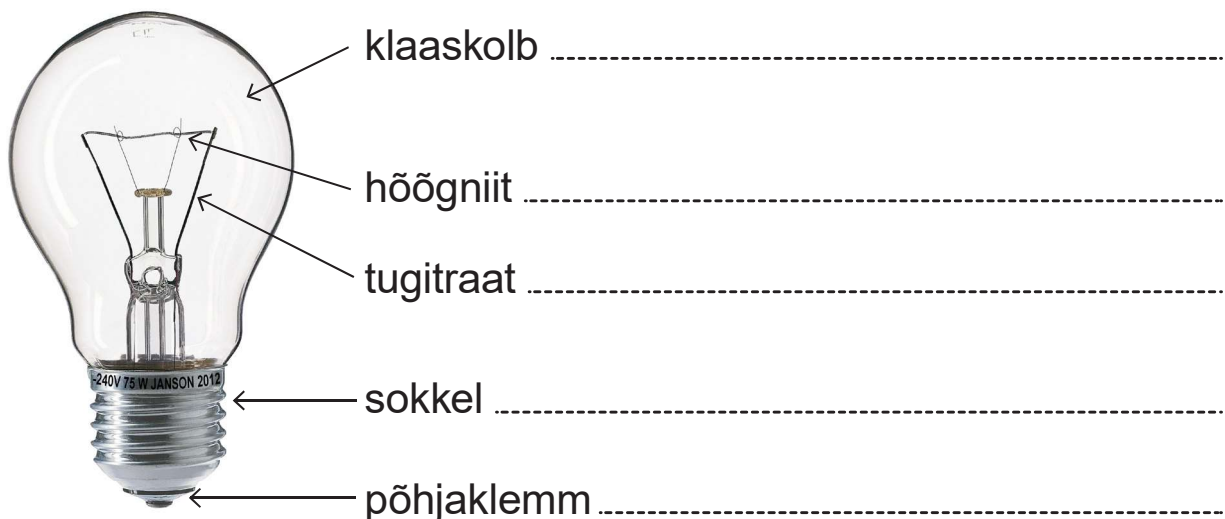 klaaskolb
hõõgniit
tugitraat
~240V 75 W JANSON 2012
sokkel
põhjaklemm